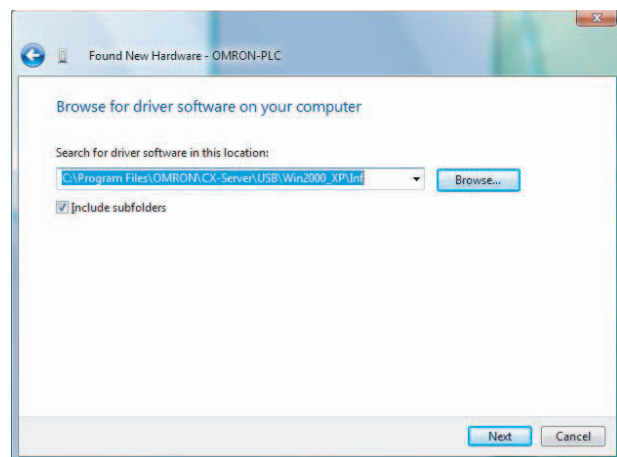 Found New Hardware - OMRON-PLC
Browse for driver software on your computer
Search for driver software in this location:
C:\Program Files\OMRON\CX-Server\USB\Win2000_XP\Inf
Browse...
Include subfolders
Next
Cancel